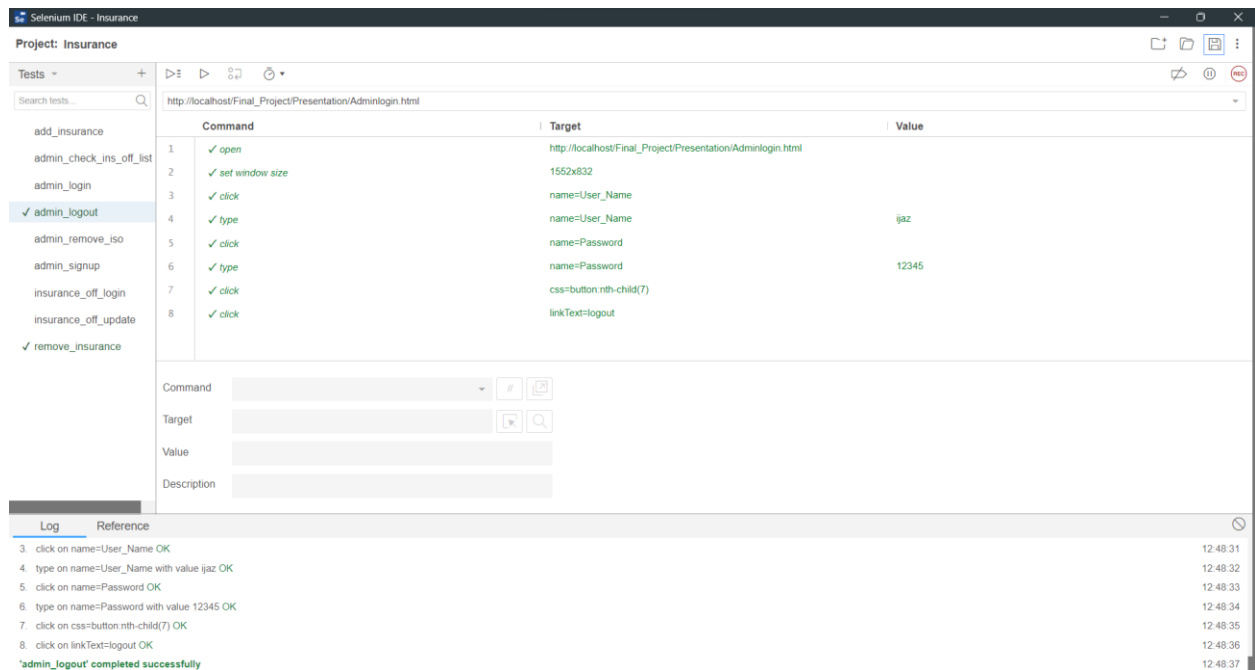 Selenium IDE - Insurance
Project: Insurance
Tests
Search tests...
http://localhost/Final_Project/Presentation/Adminlogin.html
add_insurance
admin_check_ins_off_list
admin_login
✓ admin_logout
admin_remove_iso
admin_signup
insurance_off_login
insurance_off_update
✓ remove_insurance
Command Target Value
1 ✓ open http://localhost/Final_Project/Presentation/Adminlogin.html
2 ✓ set window size 1552x832
3 ✓ click name=User_Name
4 ✓ type name=User_Name ijaz
5 ✓ click name=Password
6 ✓ type name=Password 12345
7 ✓ click css=button:nth-child(7)
8 ✓ click linkText=logout
Command //
Target
Value
Description
Log Reference
3. click on name=User_Name OK 12:48:31
4. type on name=User_Name with value ijaz OK 12:48:32
5. click on name=Password OK 12:48:33
6. type on name=Password with value 12345 OK 12:48:34
7. click on css=button:nth-child(7) OK 12:48:35
8. click on linkText=logout OK 12:48:36
'admin_logout' completed successfully 12:48:37
REC
Se